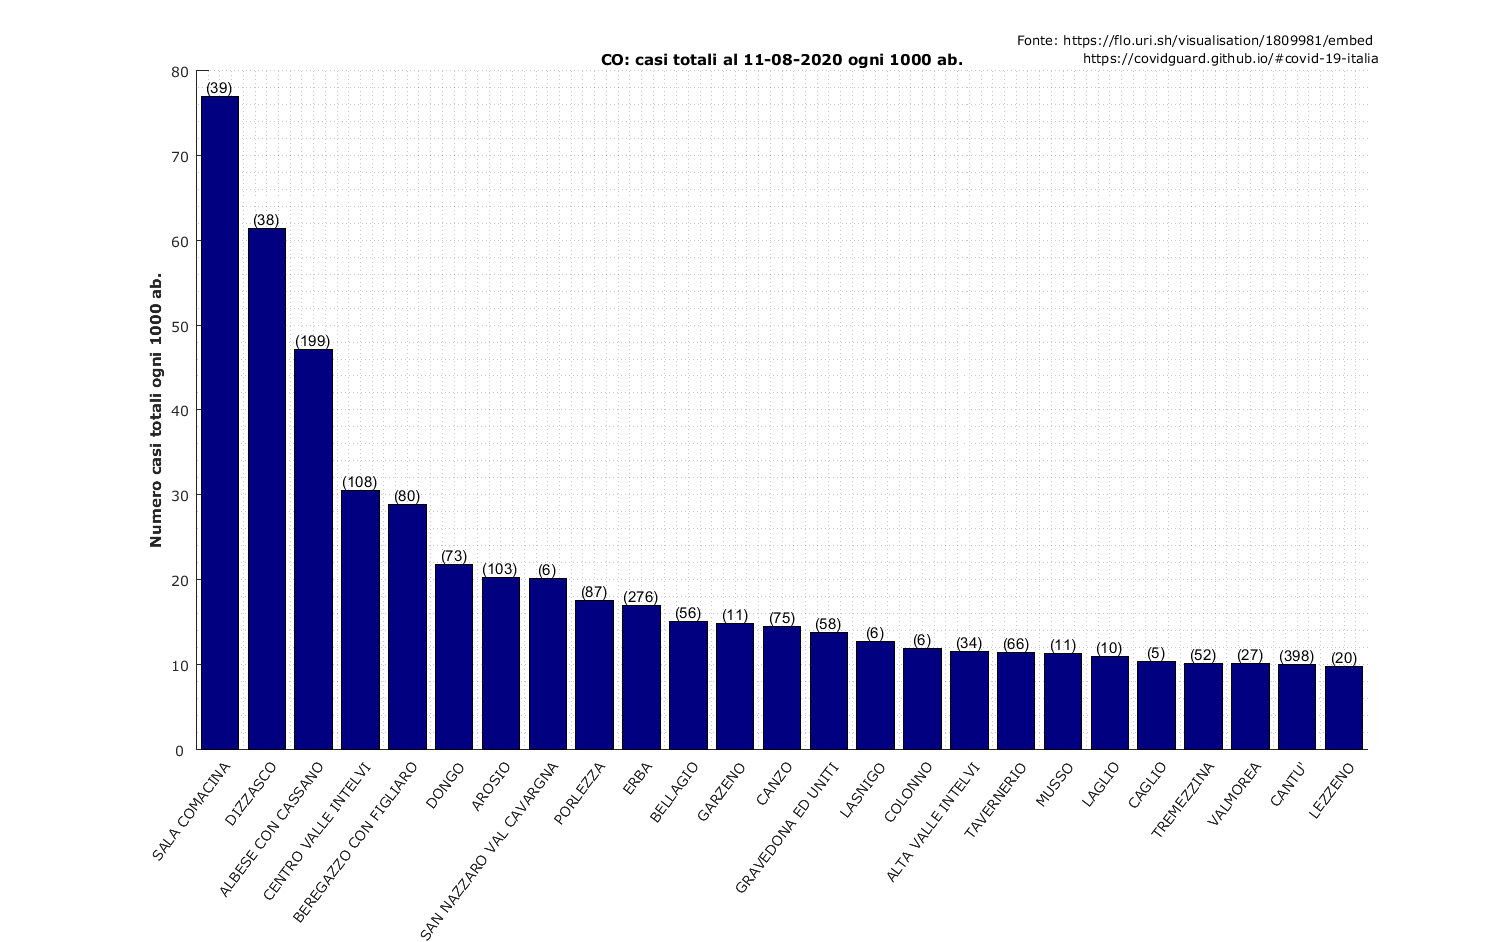 Fonte: https://flo.uri.sh/visualisation/1809981/embed
https://covidguard.github.io/#covid-19-italia
CO: casi totali al 11-08-2020 ogni 1000 ab.
Numero casi totali ogni 1000 ab.
80
70
60
50
40
30
20
10
0
(39)
(38)
(199)
(108)
(80)
(73)
(103)
(6)
(87)
(276)
(56)
(11)
(75)
(58)
(6)
(6)
(34)
(66)
(11)
(10)
(5)
(52)
(27)
(398)
(20)
SALA COMACINA
DIZZASCO
ALBESE CON CASSANO
CENTRO VALLE INTELVI
BEREGAZZO CON FIGLIARO
DONGO
AROSIO
SAN NAZZARO VAL CAVARGNA
PORLEZZA
ERBA
BELLAGIO
GARZENO
CANZO
GRAVEDONA ED UNITI
LASNIGO
COLONNO
ALTA VALLE INTELVI
TAVERNERIO
MUSSO
LAGLIO
CAGLIO
TREMEZZINA
VALMOREA
CANTU'
LEZZENO